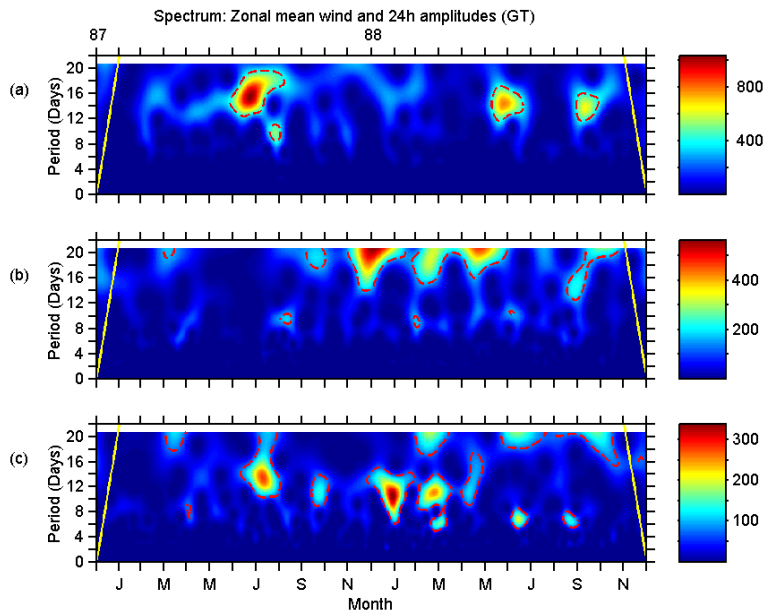 Spectrum: Zonal mean wind and 24h amplitudes (GT)
87 88
(a)
Period (Days)
20
16
12
8
4
0
800
400
(b)
Period (Days)
20
16
12
8
4
0
400
200
(c)
Period (Days)
20
16
12
8
4
0
300
200
100
J M M J S N J M M J S N
Month